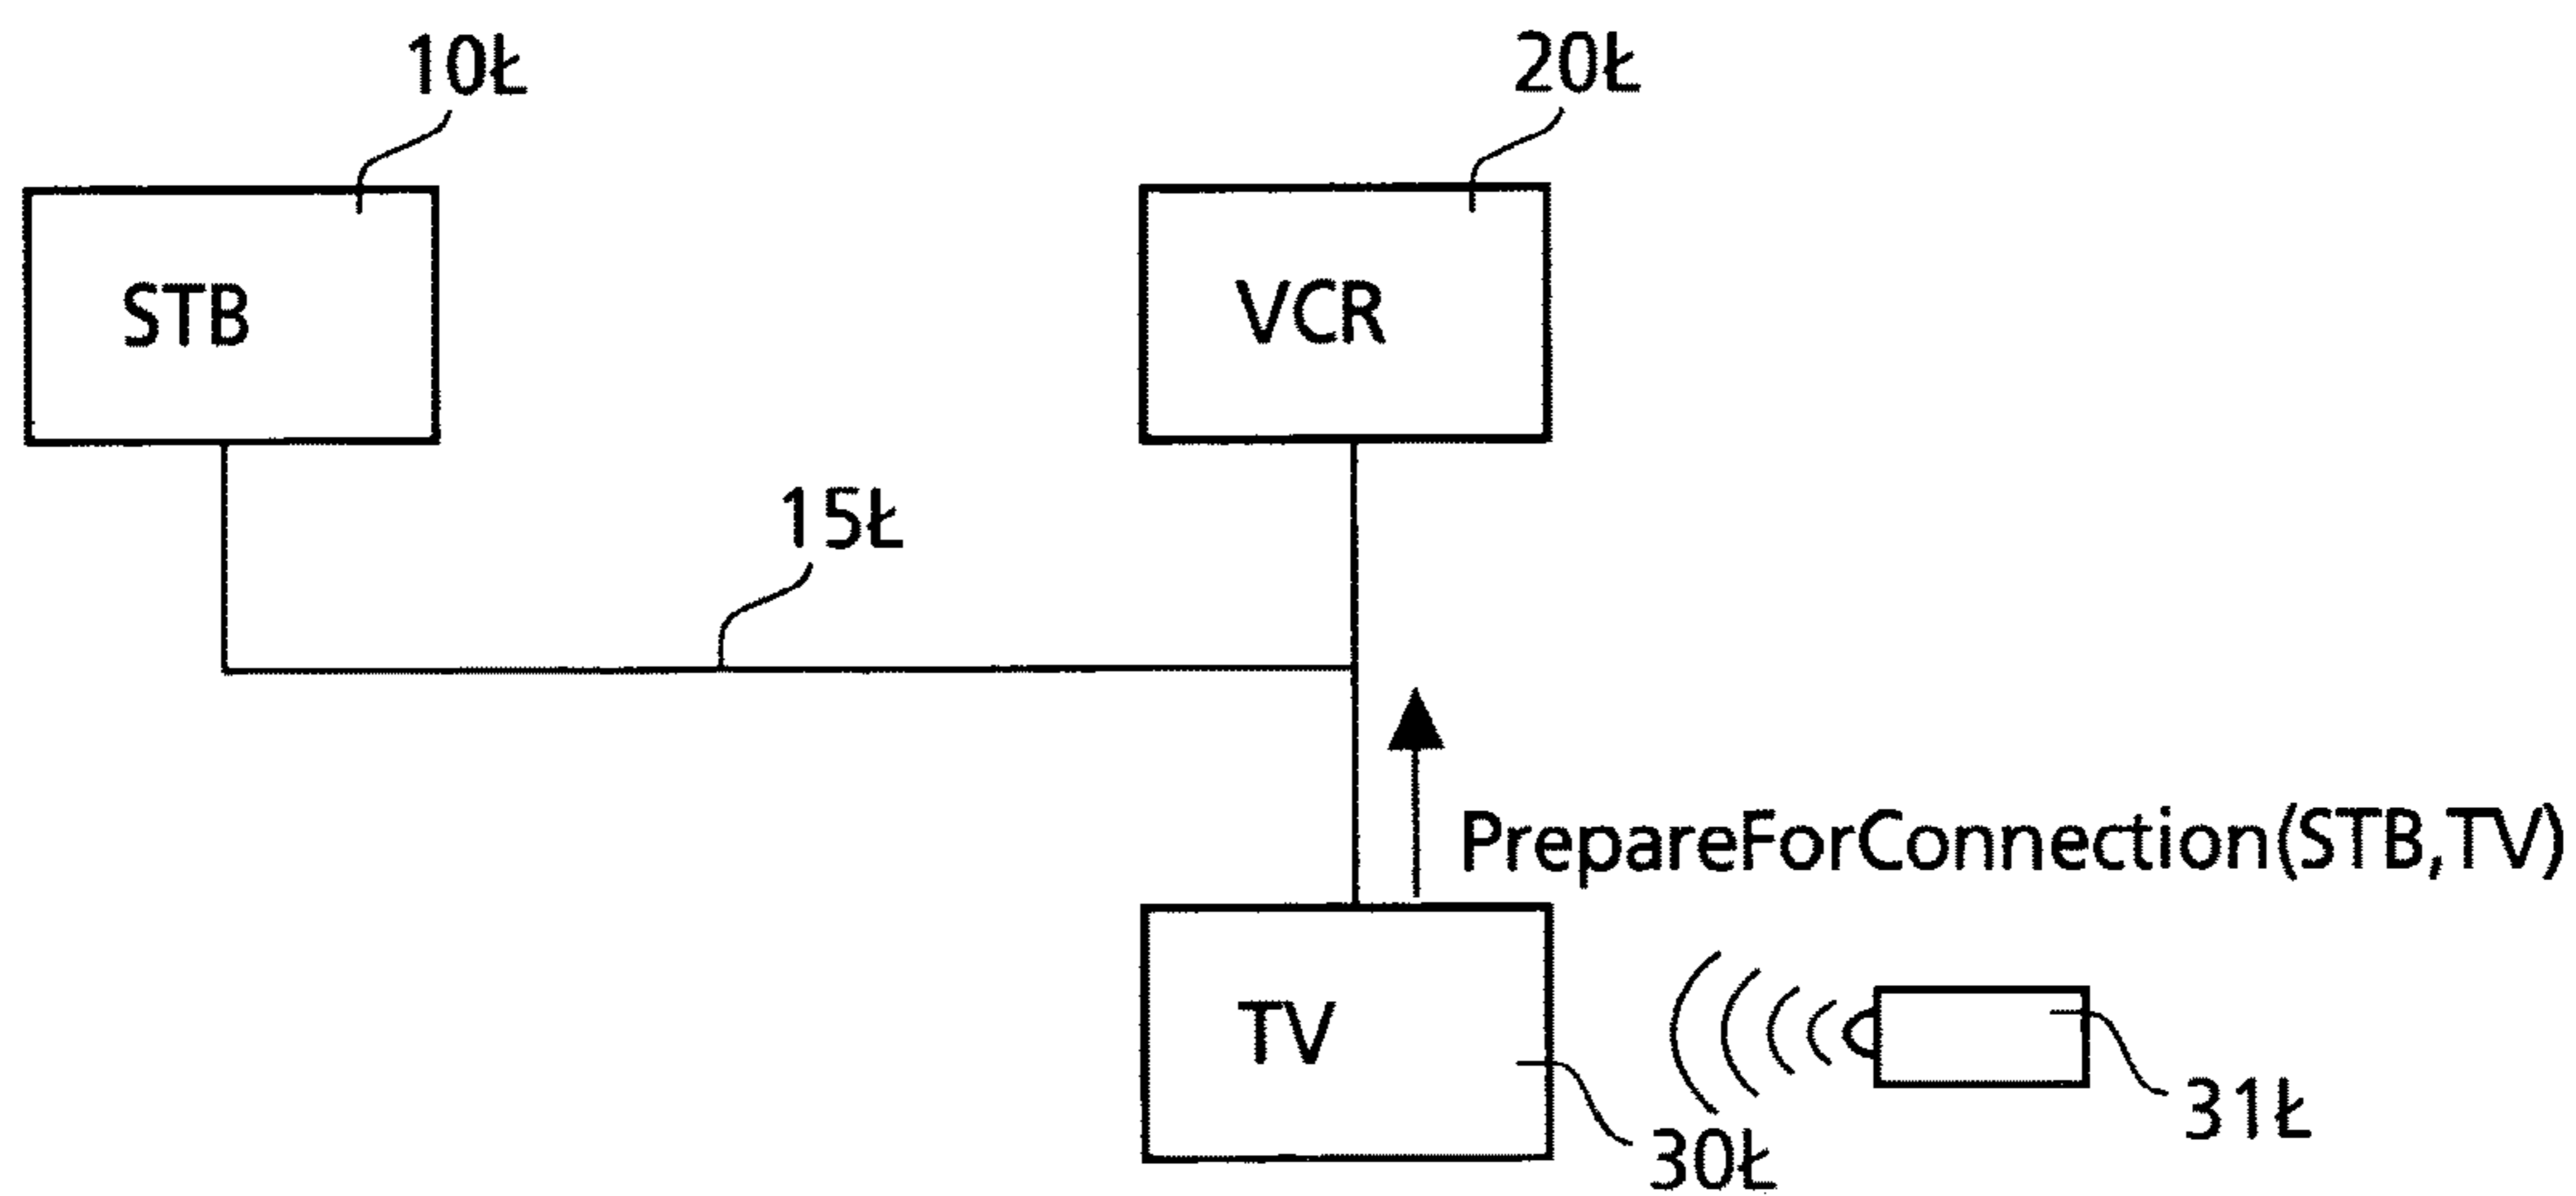 10Ł
20Ł
STB
VCR
15Ł
PrepareForConnection(STB,TV)
TV
31Ł
30Ł